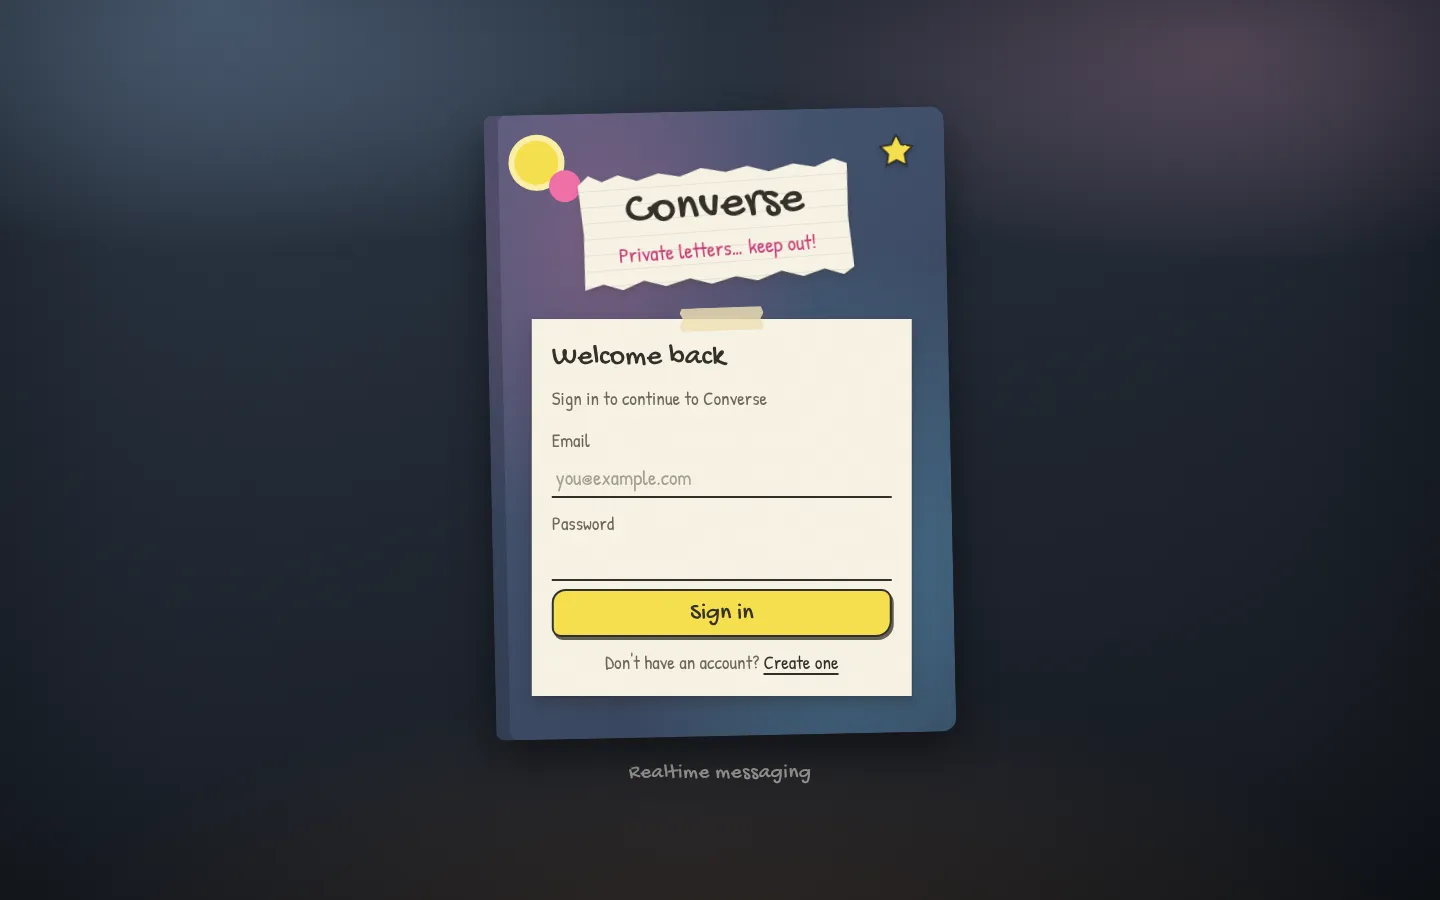 Converse
Private letters... keep out!
Welcome back
Sign in to continue to Converse
Email
you@example.com
Password
Sign in
Don't have an account? Create one
Realtime messaging